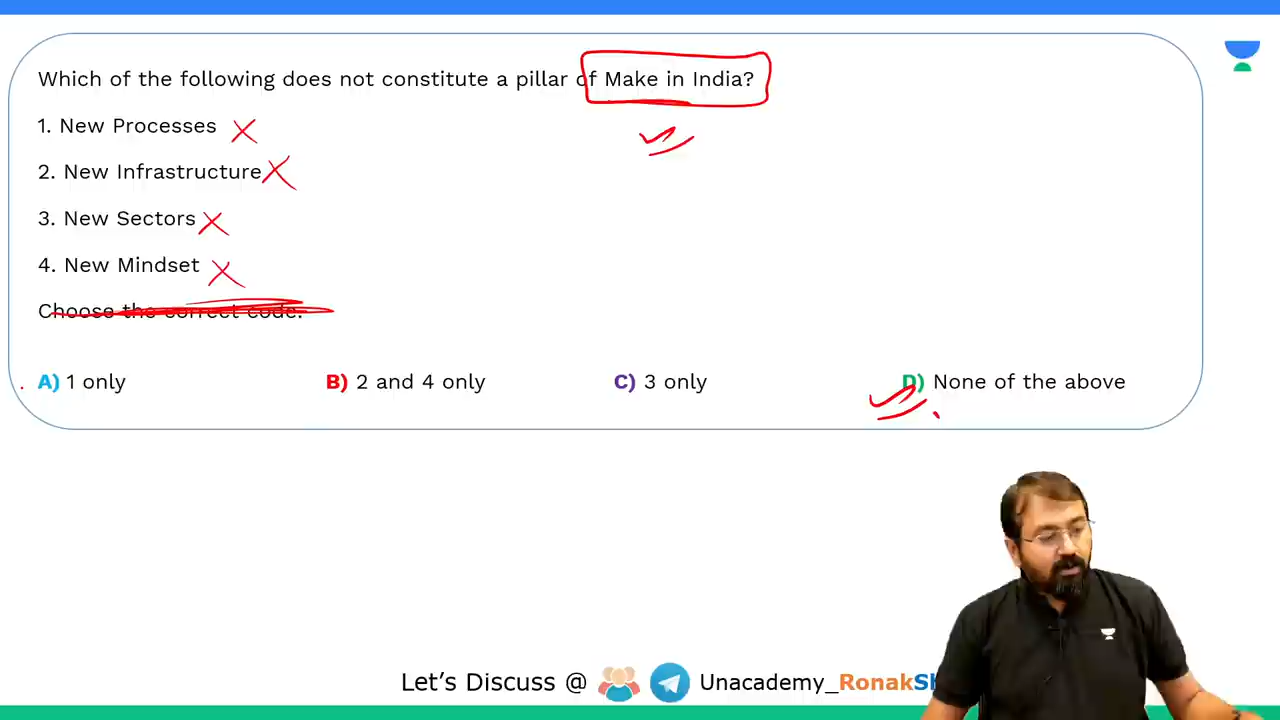 Which of the following does not constitute a pillar of Make in India?
1. New Processes
2. New Infrastructure
3. New Sectors
4. New Mindset
Choose the correct code.
A) 1 only B) 2 and 4 only C) 3 only D) None of the above
Let's Discuss @ Unacademy_RonakSh